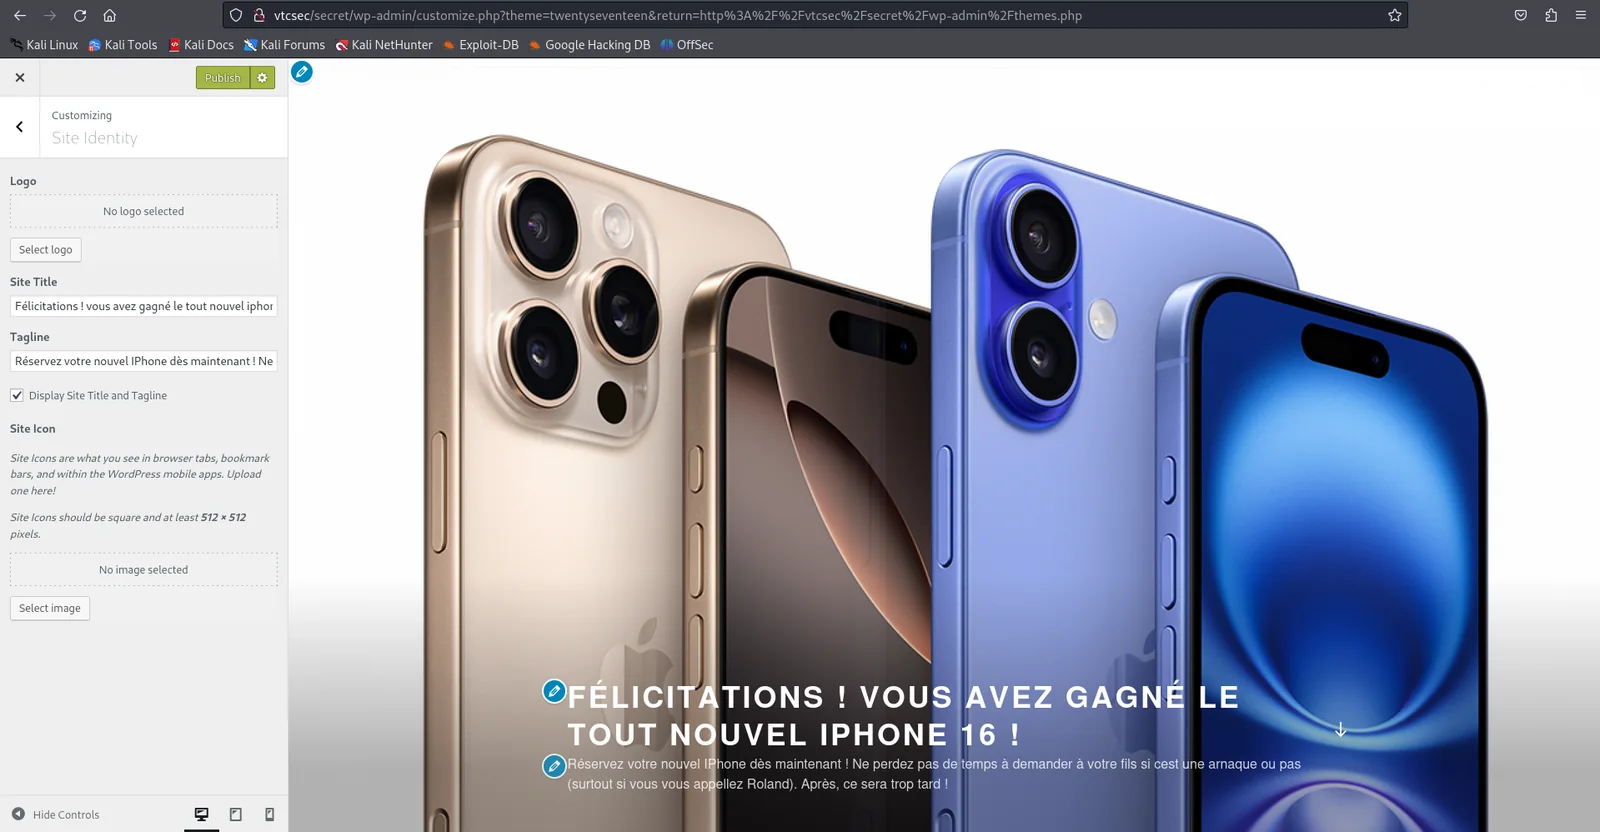 vtcsec/secret/wp-admin/customize.php?theme=twentyseventeen&return=http%3A%2F%2Fvtcsec%2Fsecret%2Fwp-admin%2Fthemes.php
Kali Linux Kali Tools Kali Docs Kali Forums Kali NetHunter Exploit-DB Google Hacking DB OffSec
Publish
Customizing
Site Identity
Logo
No logo selected
Select logo
Site Title
Félicitations ! vous avez gagné le tout nouvel iphor
Tagline
Réservez votre nouvel IPhone dès maintenant ! Ne
Display Site Title and Tagline
Site Icon
Site Icons are what you see in browser tabs, bookmark
bars, and within the WordPress mobile apps. Upload
one here!
Site Icons should be square and at least 512 × 512
pixels.
No image selected
Select image
Hide Controls
FÉLICITATIONS ! VOUS AVEZ GAGNÉ LE
TOUT NOUVEL IPHONE 16 !
Réservez votre nouvel IPhone dès maintenant ! Ne perdez pas de temps à demander à votre fils si cest une arnaque ou pas
(surtout si vous vous appellez Roland). Après, ce sera trop tard !